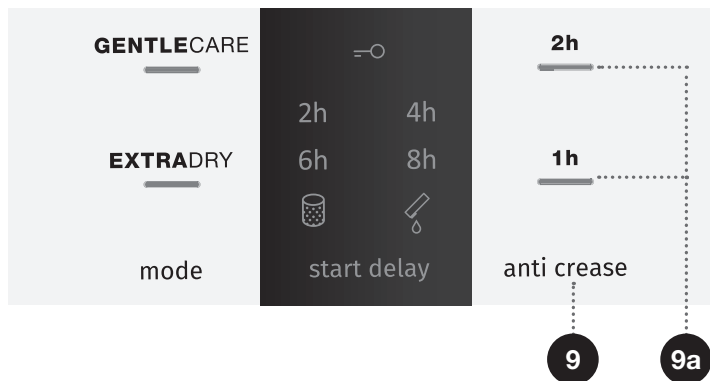 GENTLECARE
EXTRADRY
mode
2h 4h
6h 8h
start delay
2h
1h
anti crease
9 9a